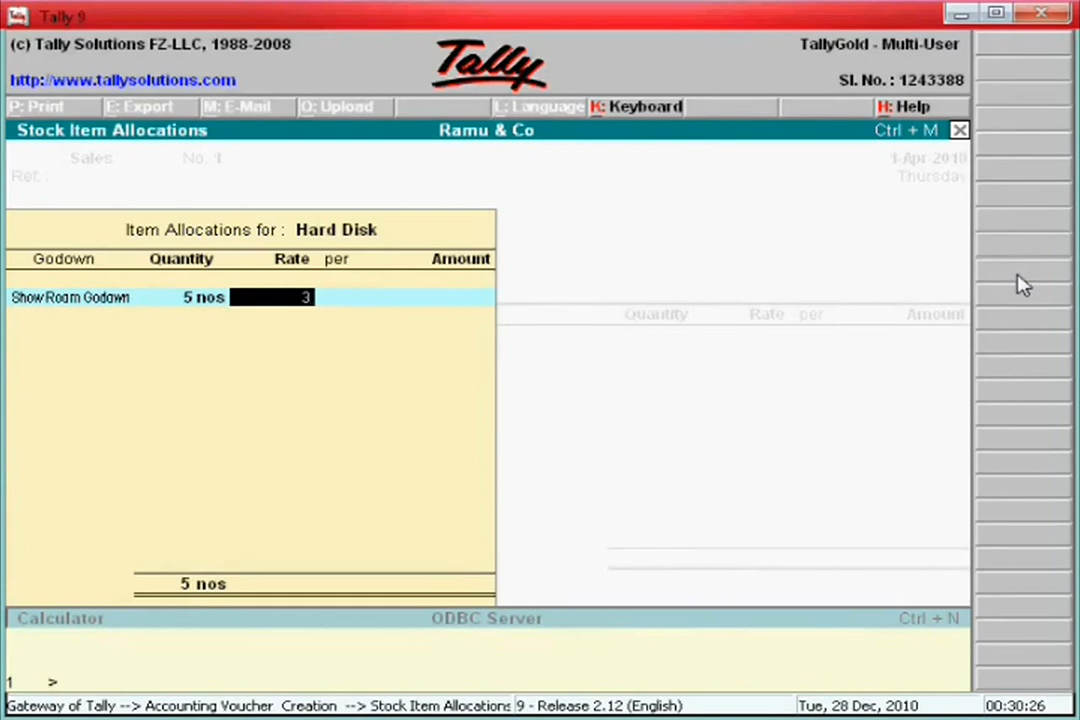 Tally 9
(c) Tally Solutions FZ-LLC, 1988-2008
Tally
TallyGold - Multi-User
http://www.tallysolutions.com
Sl. No. : 1243388
P: Print E: Export M: E-Mail O: Upload L: Language K: Keyboard H: Help
Stock Item Allocations Ramu & Co Ctrl + M
Sales No. 1 1-Apr-2010
Ref. : Thursday
Item Allocations for : Hard Disk
Godown Quantity Rate per Amount
Show Roam Godawn 5 nos 3
Quantity Rate per Amount
5 nos
Calculator ODBC Server Ctrl + N
1 >
Gateway of Tally --> Accounting Voucher Creation --> Stock Item Allocations 9 - Release 2.12 (English) Tue, 28 Dec, 2010 00:30:26